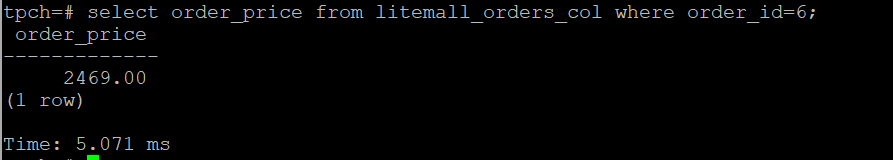 tpch=# select order_price from litemall_orders_col where order_id=6;
 order_price
-------------
     2469.00
(1 row)

Time: 5.071 ms